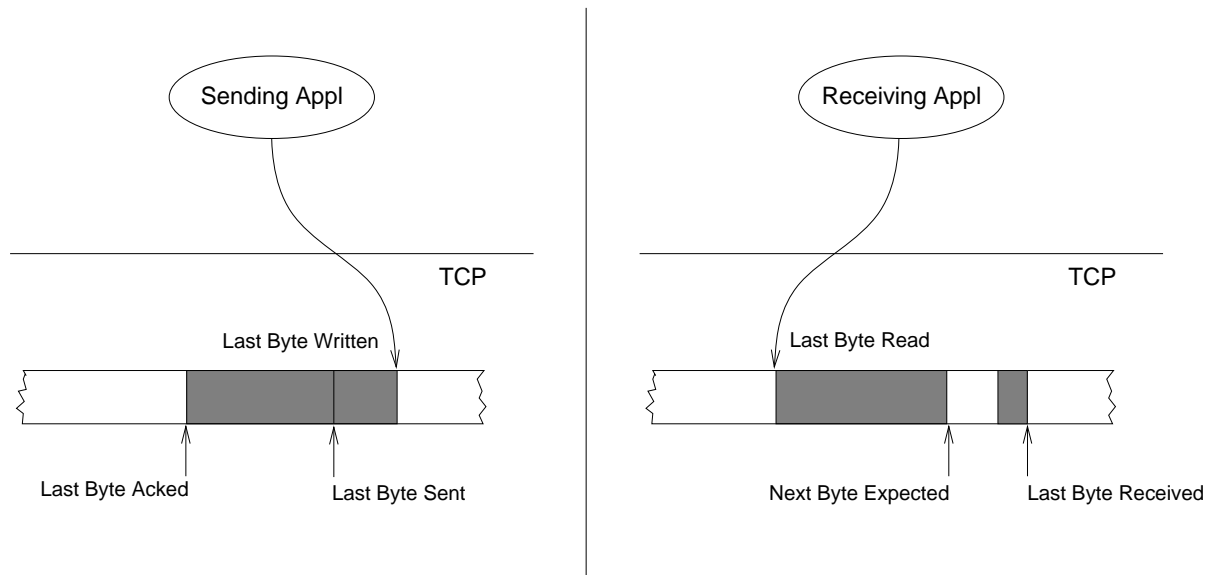 Sending Appl
TCP
Last Byte Written
Last Byte Acked
Last Byte Sent
Receiving Appl
TCP
Last Byte Read
Next Byte Expected
Last Byte Received